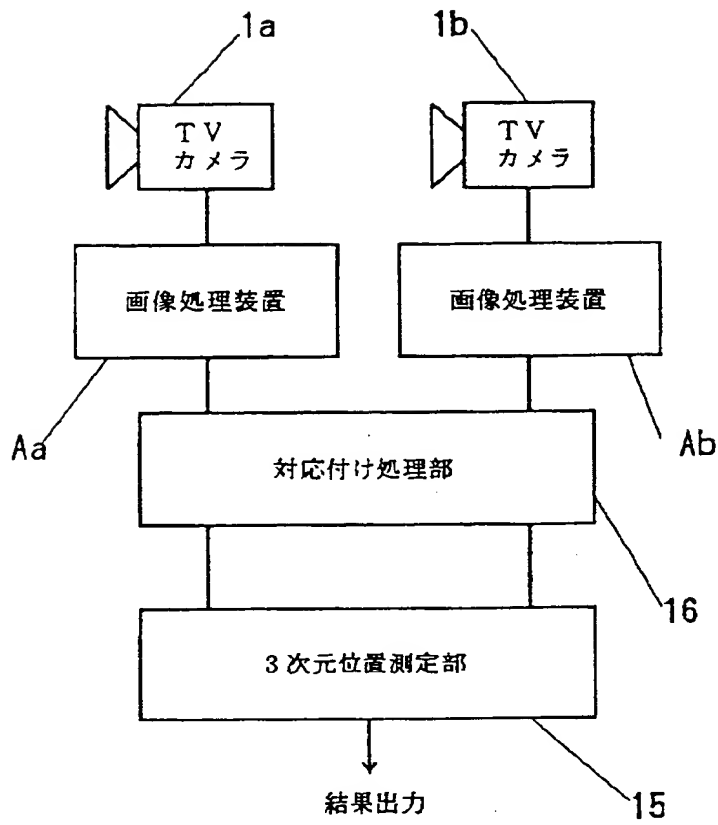 1a
1b
TV
カメラ
TV
カメラ
画像処理装置
画像処理装置
Aa
Ab
対応付け処理部
16
3次元位置測定部
結果出力
15